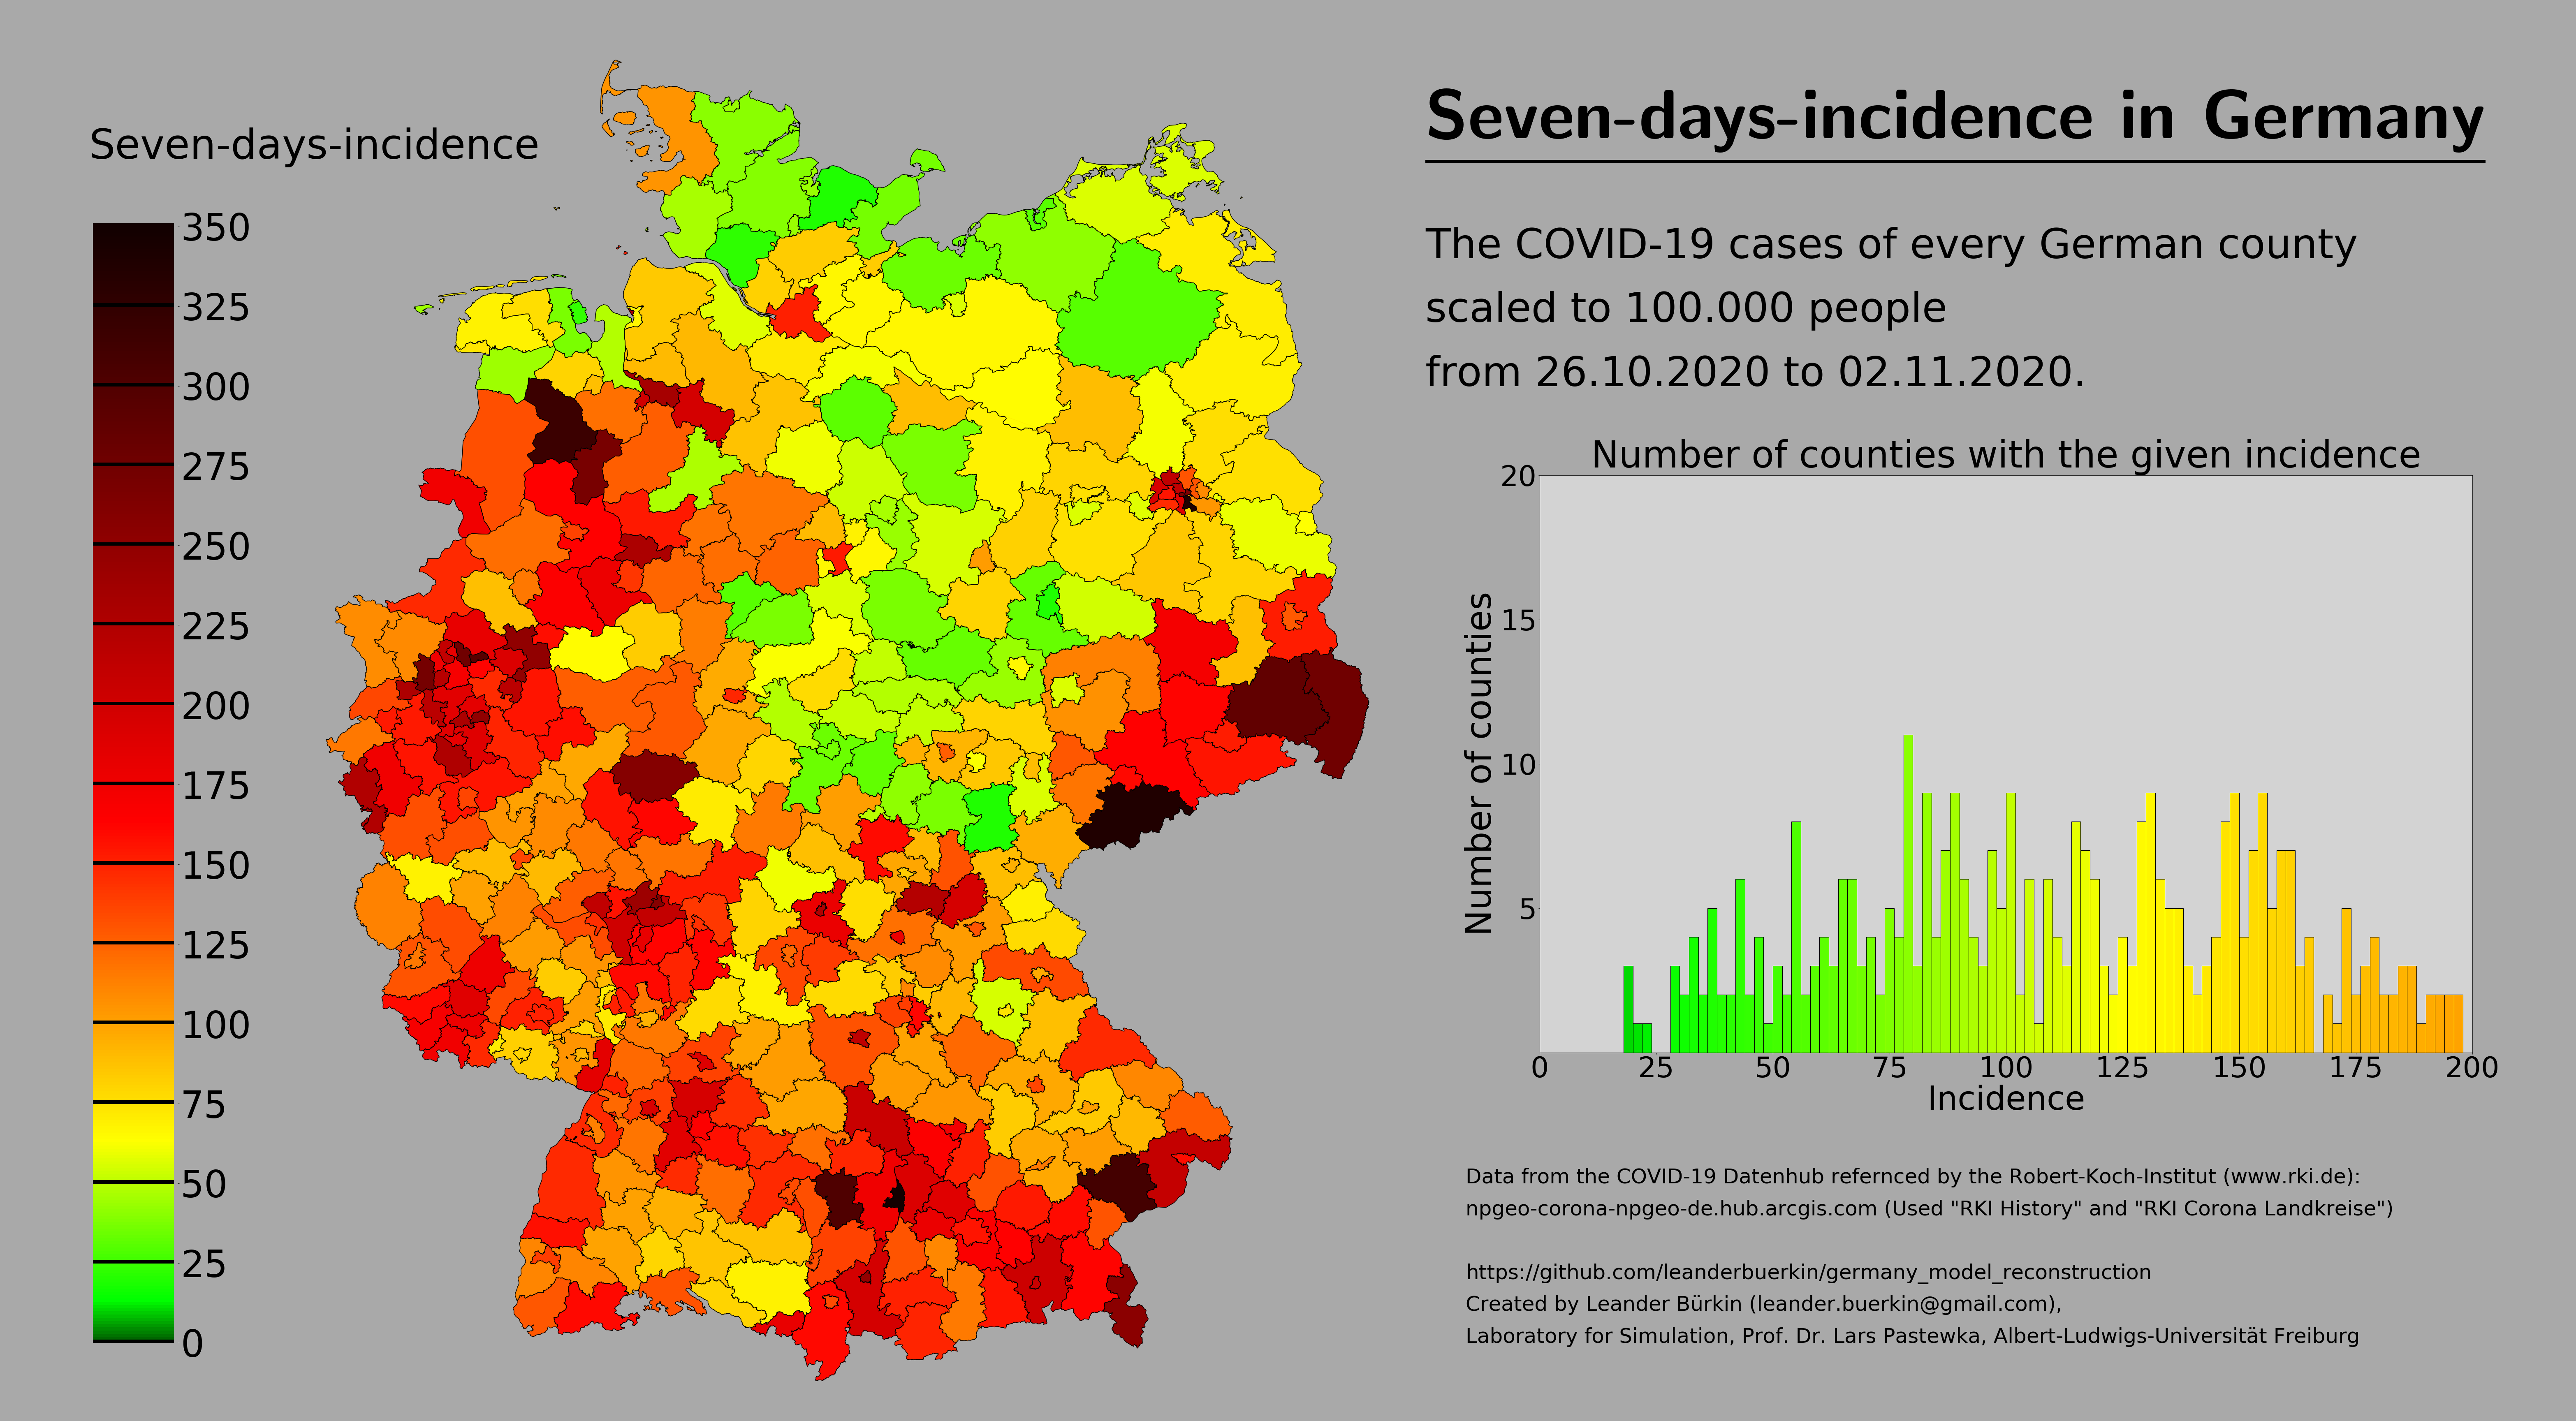 Seven-days-incidence
350
325
300
275
250
225
200
175
150
125
100
75
50
25
0
Seven-days-incidence in Germany
The COVID-19 cases of every German county
scaled to 100.000 people
from 26.10.2020 to 02.11.2020.
Number of counties with the given incidence
Number of counties
20
15
10
5
0 25 50 75 100 125 150 175 200
Incidence
Data from the COVID-19 Datenhub refernced by the Robert-Koch-Institut (www.rki.de):
npgeo-corona-npgeo-de.hub.arcgis.com (Used "RKI History" and "RKI Corona Landkreise")
https://github.com/leanderbuerkin/germany_model_reconstruction
Created by Leander Bürkin (leander.buerkin@gmail.com),
Laboratory for Simulation, Prof. Dr. Lars Pastewka, Albert-Ludwigs-Universität Freiburg